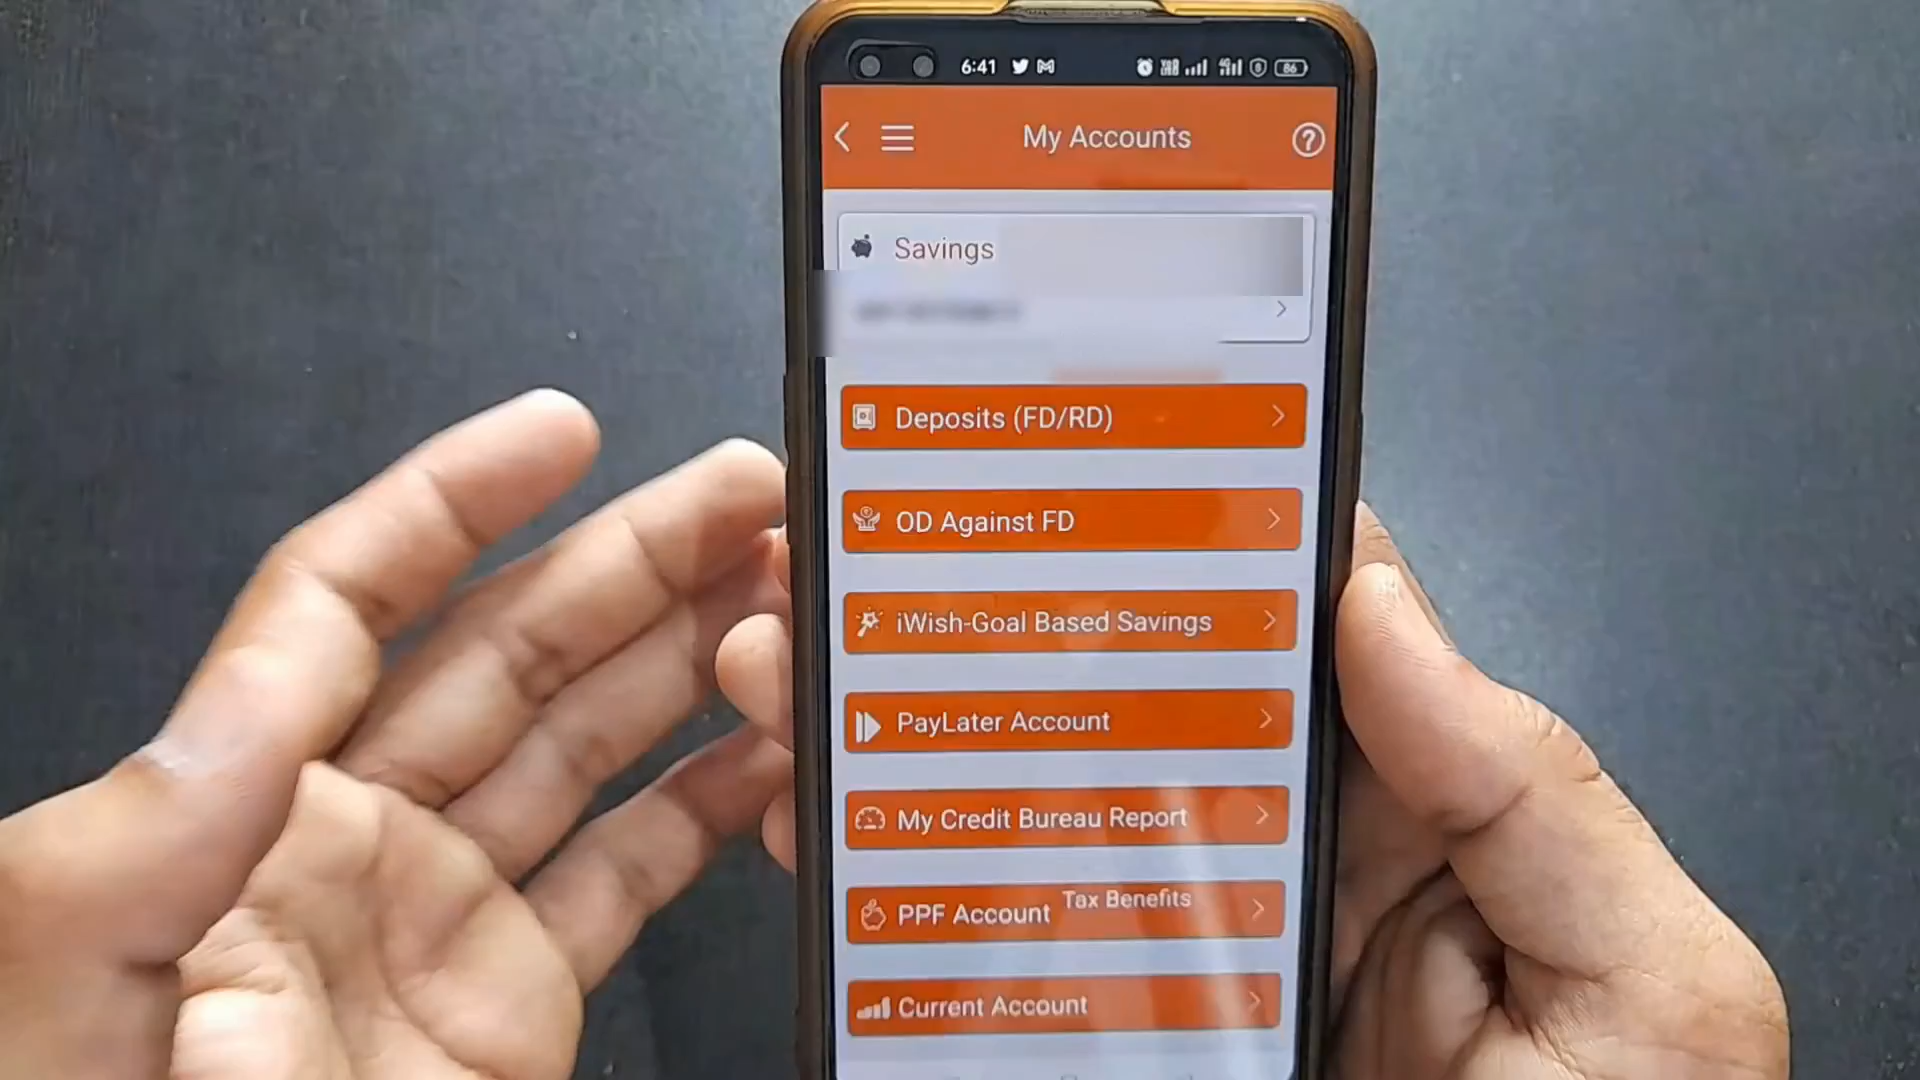 6:41
86
My Accounts
Savings
Deposits (FD/RD)
OD Against FD
iWish-Goal Based Savings
PayLater Account
My Credit Bureau Report
PPF Account Tax Benefits
Current Account